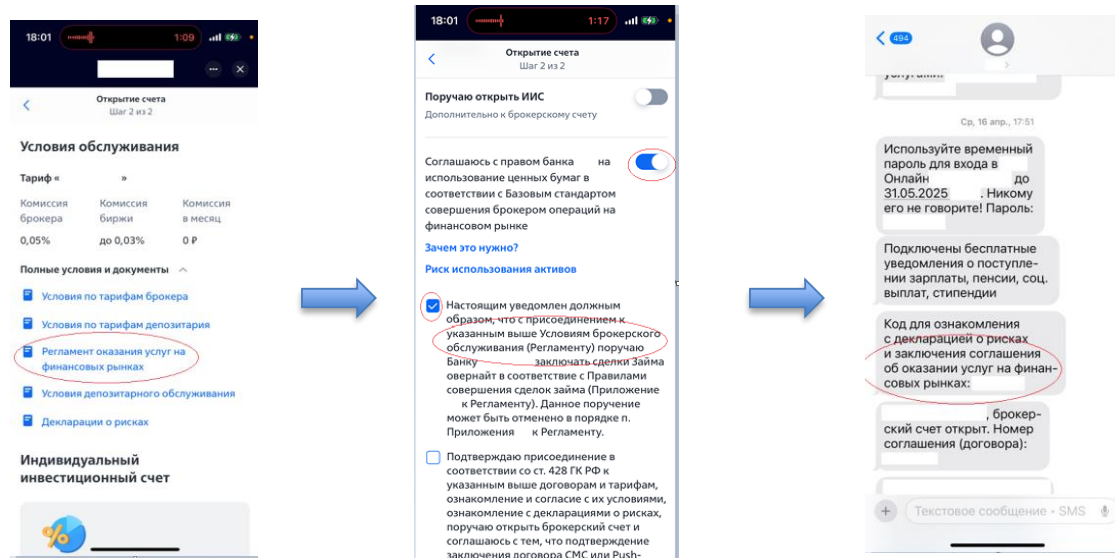 18:01
1:09
Открытие счета
Шаг 2 из 2
Условия обслуживания
Тариф « »
Комиссия брокера
Комиссия биржи
Комиссия в месяц
0,05%
до 0,03%
0 ₽
Полные условия и документы
Условия по тарифам брокера
Условия по тарифам депозитария
Регламент оказания услуг на
финансовых рынках
Условия депозитарного обслуживания
Декларации о рисках
Индивидуальный
инвестиционный счет
18:01
1:17
Открытие счета
Шаг 2 из 2
Поручаю открыть ИИС
Дополнительно к брокерскому счету
Соглашаюсь с правом банка на
использование ценных бумаг в
соответствии с Базовым стандартом
совершения брокером операций на
финансовом рынке
Зачем это нужно?
Риск использования активов
Настоящим уведомлен должным
образом, что с присоединением к
указанным выше Условиям брокерского
обслуживания (Регламенту) поручаю
Банку заключать сделки Займа
овернайт в соответствие с Правилами
совершения сделок займа (Приложение
к Регламенту). Данное поручение
может быть отменено в порядке п.
Приложения к Регламенту.
Подтверждаю присоединение в
соответствии со ст. 428 ГК РФ к
указанным выше договорам и тарифам,
ознакомление и согласие с их условиями,
ознакомление с декларациями о рисках,
поручаю открыть брокерский счет и
соглашаюсь с тем, что подтверждение
заключения договора СМС или Push-
494
Ср, 16 апр., 17:51
Используйте временный
пароль для входа в
Онлайн до
31.05.2025 . Никому
его не говорите! Пароль:
Подключены бесплатные
уведомления о поступле-
нии зарплаты, пенсии, соц.
выплат, стипендии
Код для ознакомления
с декларацией о рисках
и заключения соглашения
об оказании услуг на финан-
совых рынках:
, брокер-
ский счет открыт. Номер
соглашения (договора):
Текстовое сообщение • SMS